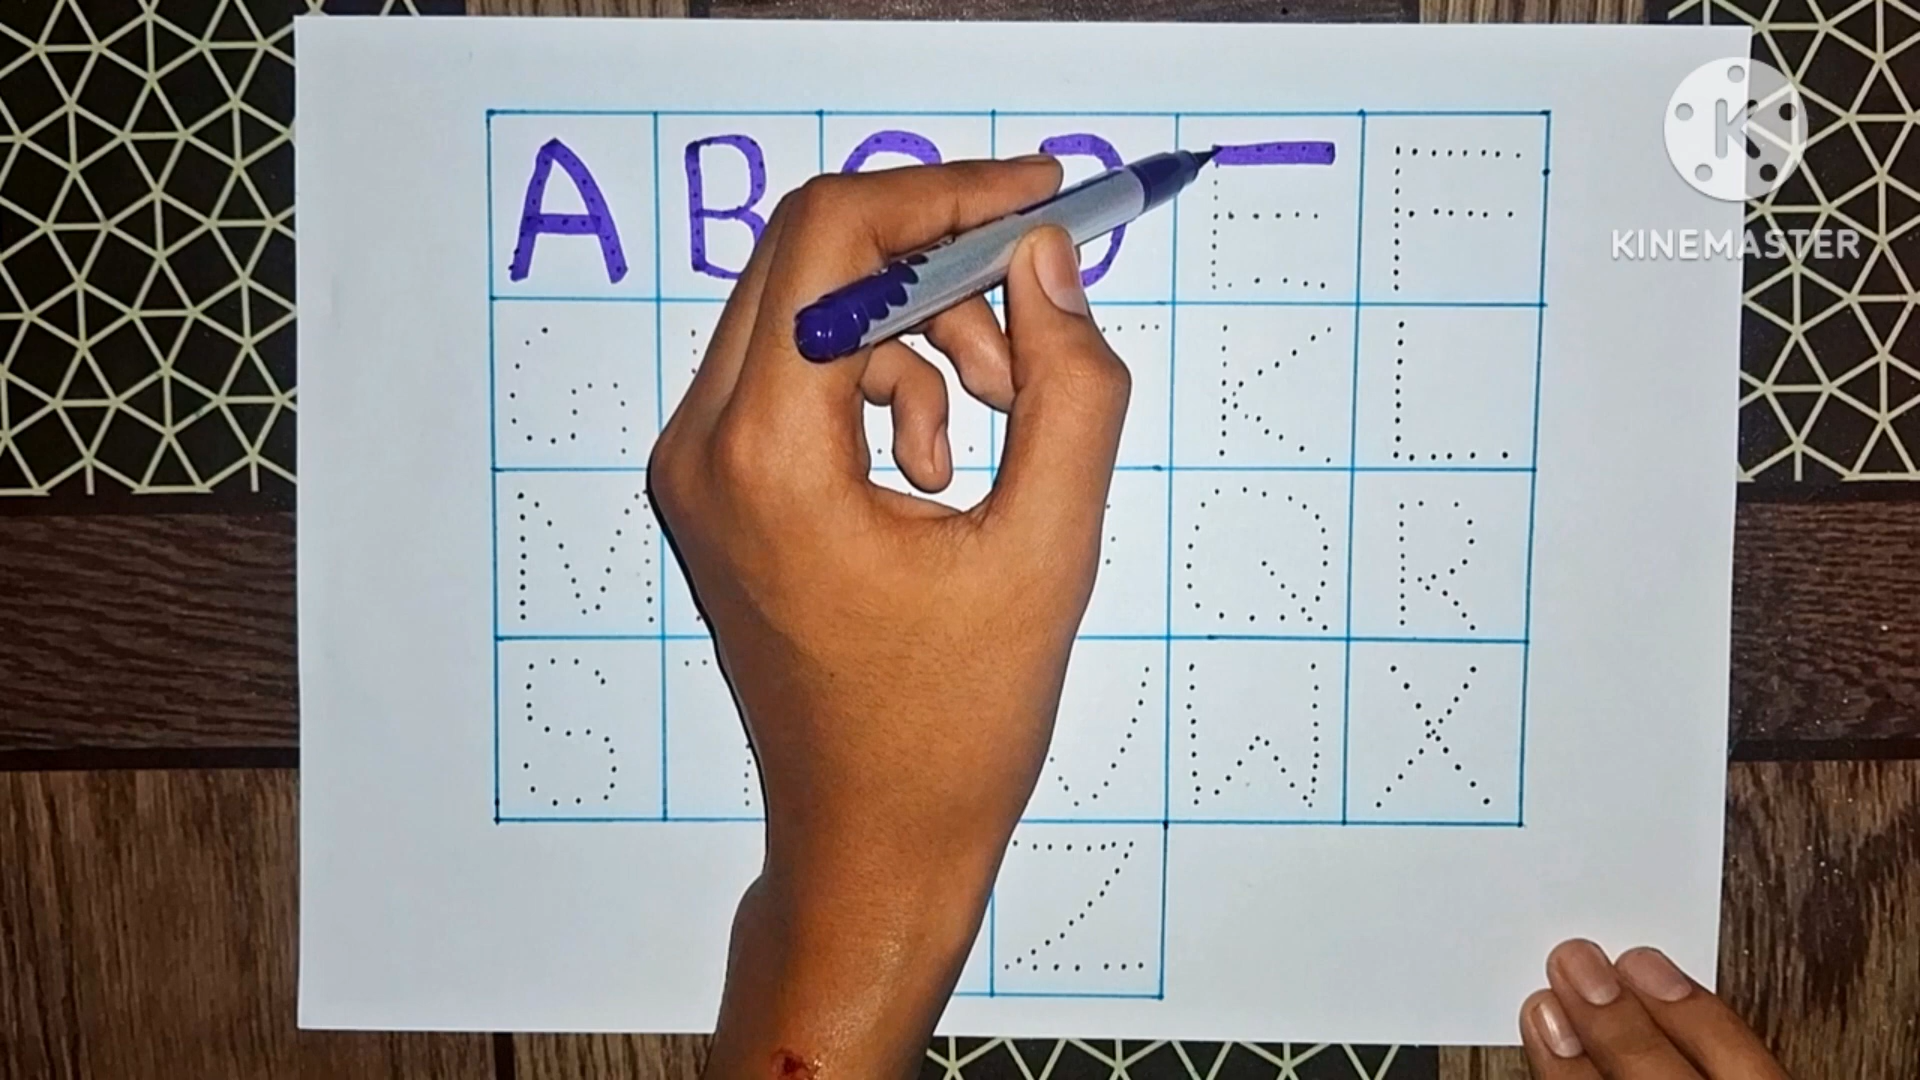 A B C D E F
K
KINEMASTER
G K L
M Q R
S T V W X
Z